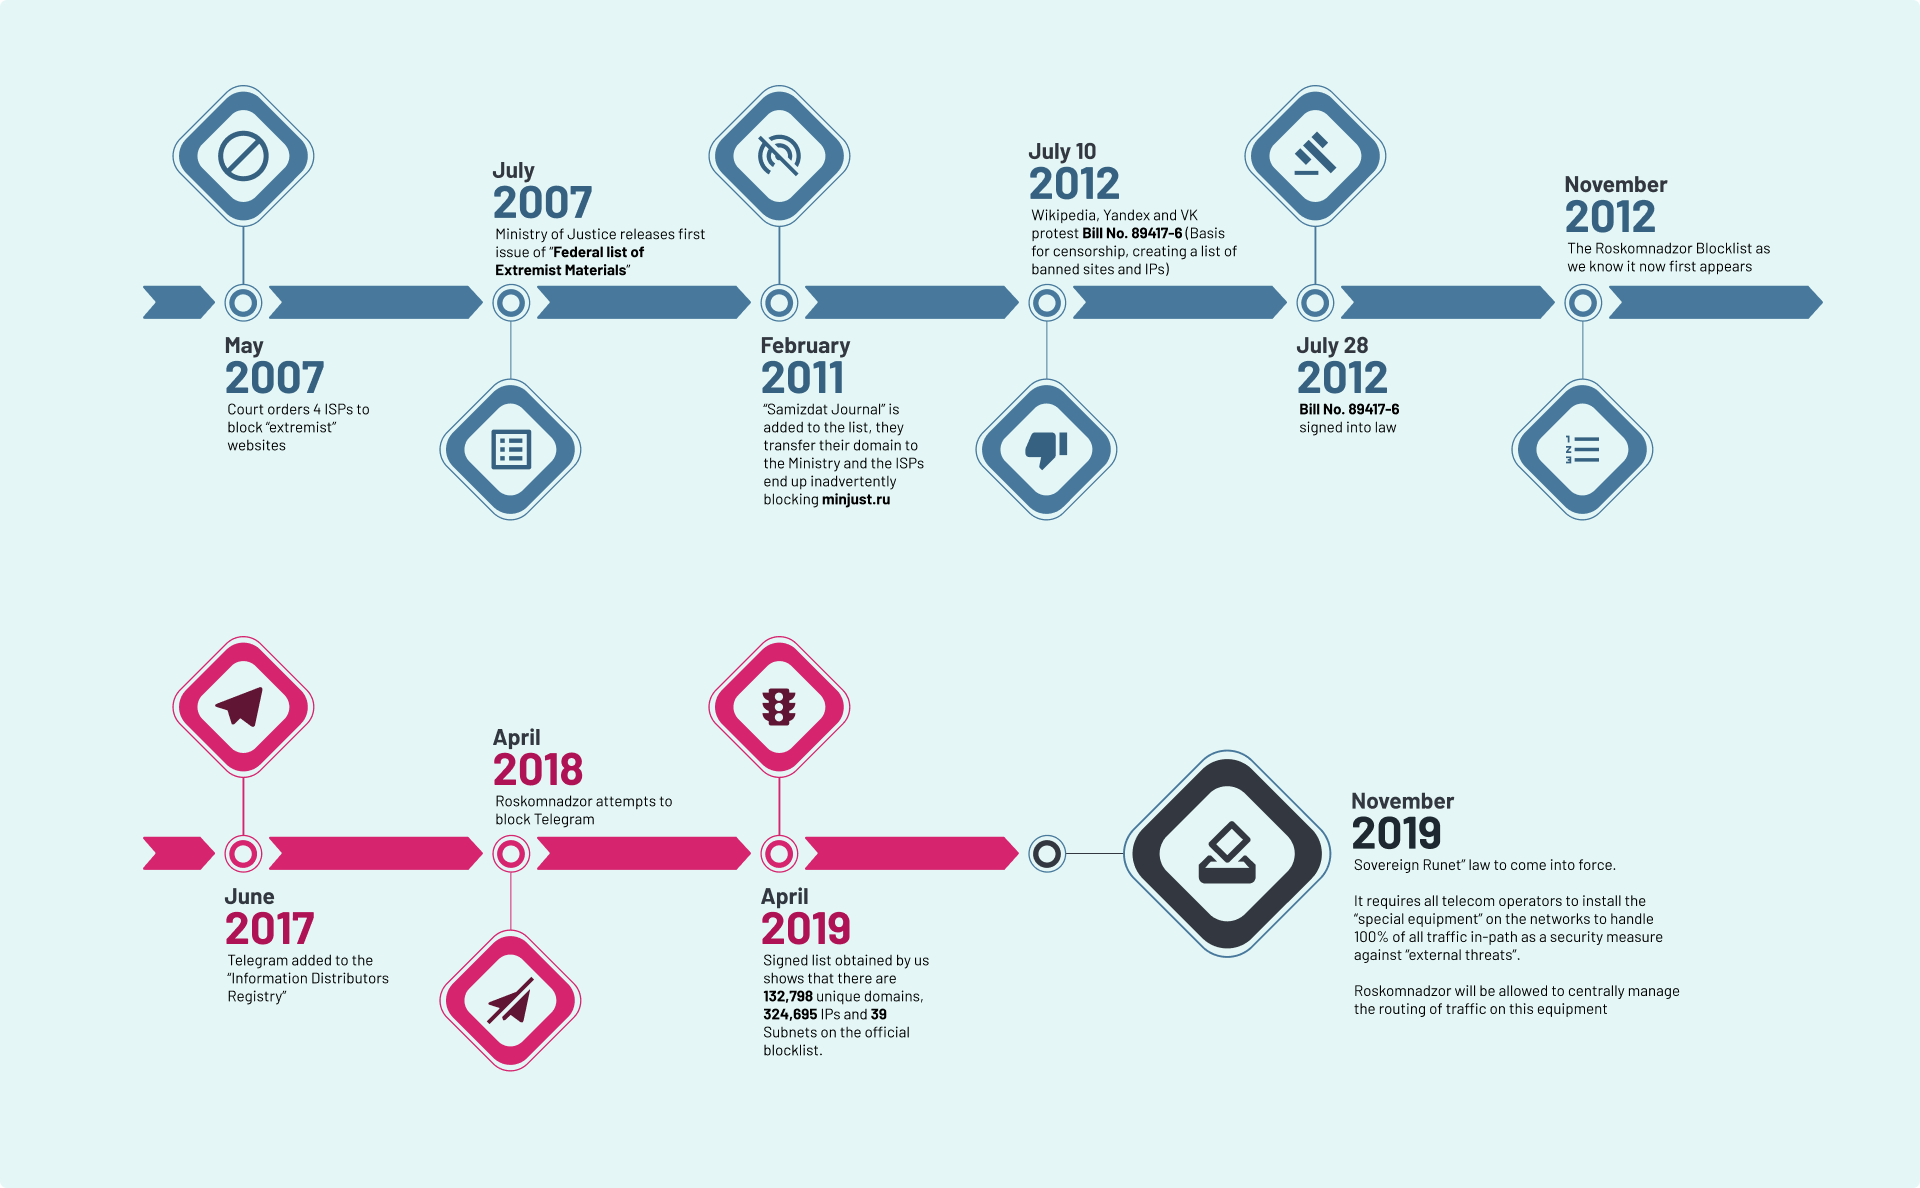 May
2007
Court orders 4 ISPs to
block “extremist”
websites
July
2007
Ministry of Justice releases first
issue of “Federal list of
Extremist Materials”
February
2011
“Samizdat Journal” is
added to the list, they
transfer their domain to
the Ministry and the ISPs
end up inadvertently
blocking minjust.ru
July 10
2012
Wikipedia, Yandex and VK
protest Bill No. 89417-6 (Basis
for censorship, creating a list of
banned sites and IPs)
July 28
2012
Bill No. 89417-6
signed into law
November
2012
The Roskomnadzor Blocklist as
we know it now first appears
1
2
3
June
2017
Telegram added to the
“Information Distributors
Registry”
April
2018
Roskomnadzor attempts to
block Telegram
April
2019
Signed list obtained by us
shows that there are
132,798 unique domains,
324,695 IPs and 39
Subnets on the official
blocklist.
November
2019
Sovereign Runet” law to come into force.
It requires all telecom operators to install the
“special equipment” on the networks to handle
100% of all traffic in-path as a security measure
against “external threats”.
Roskomnadzor will be allowed to centrally manage
the routing of traffic on this equipment